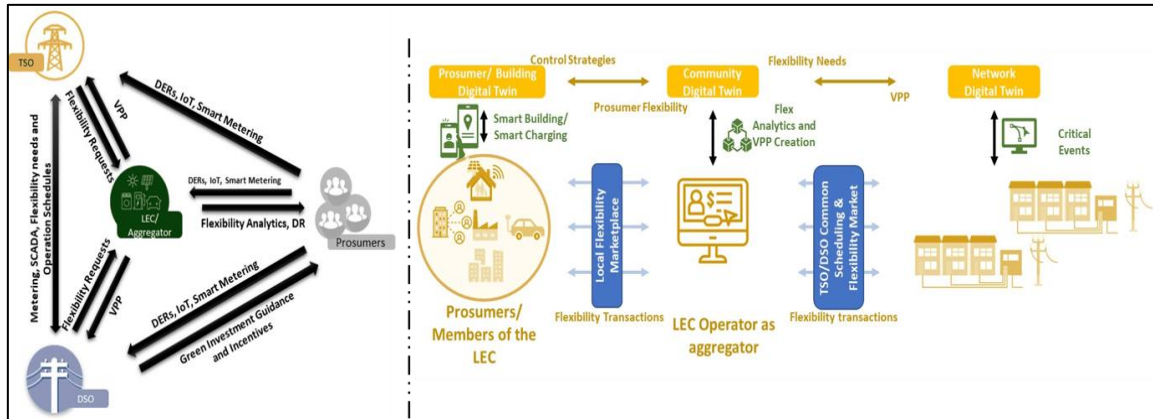 TSO
Flexibility Requests
VPP
DERs, IoT, Smart Metering
Metering, SCADA, Flexibility needs and
Operation Schedules
LEC/
Aggregator
DERs, IoT, Smart Metering
Flexibility Analytics, DR
Prosumers
Flexibility Requests
VPP
DERs, IoT, Smart Metering
Green Investment Guidance
and Incentives
DSO
Control Strategies
Flexibility Needs
Prosumer/ Building
Digital Twin
Community
Digital Twin
Network
Digital Twin
Prosumer Flexibility
VPP
Smart Building/
Smart Charging
Flex
Analytics and
VPP Creation
Critical
Events
Local Flexibility
Marketplace
TSO/DSO Common
Scheduling &
Flexibility Market
Prosumers/
Members of the
LEC
Flexibility Transactions
LEC Operator as
aggregator
Flexibility transactions